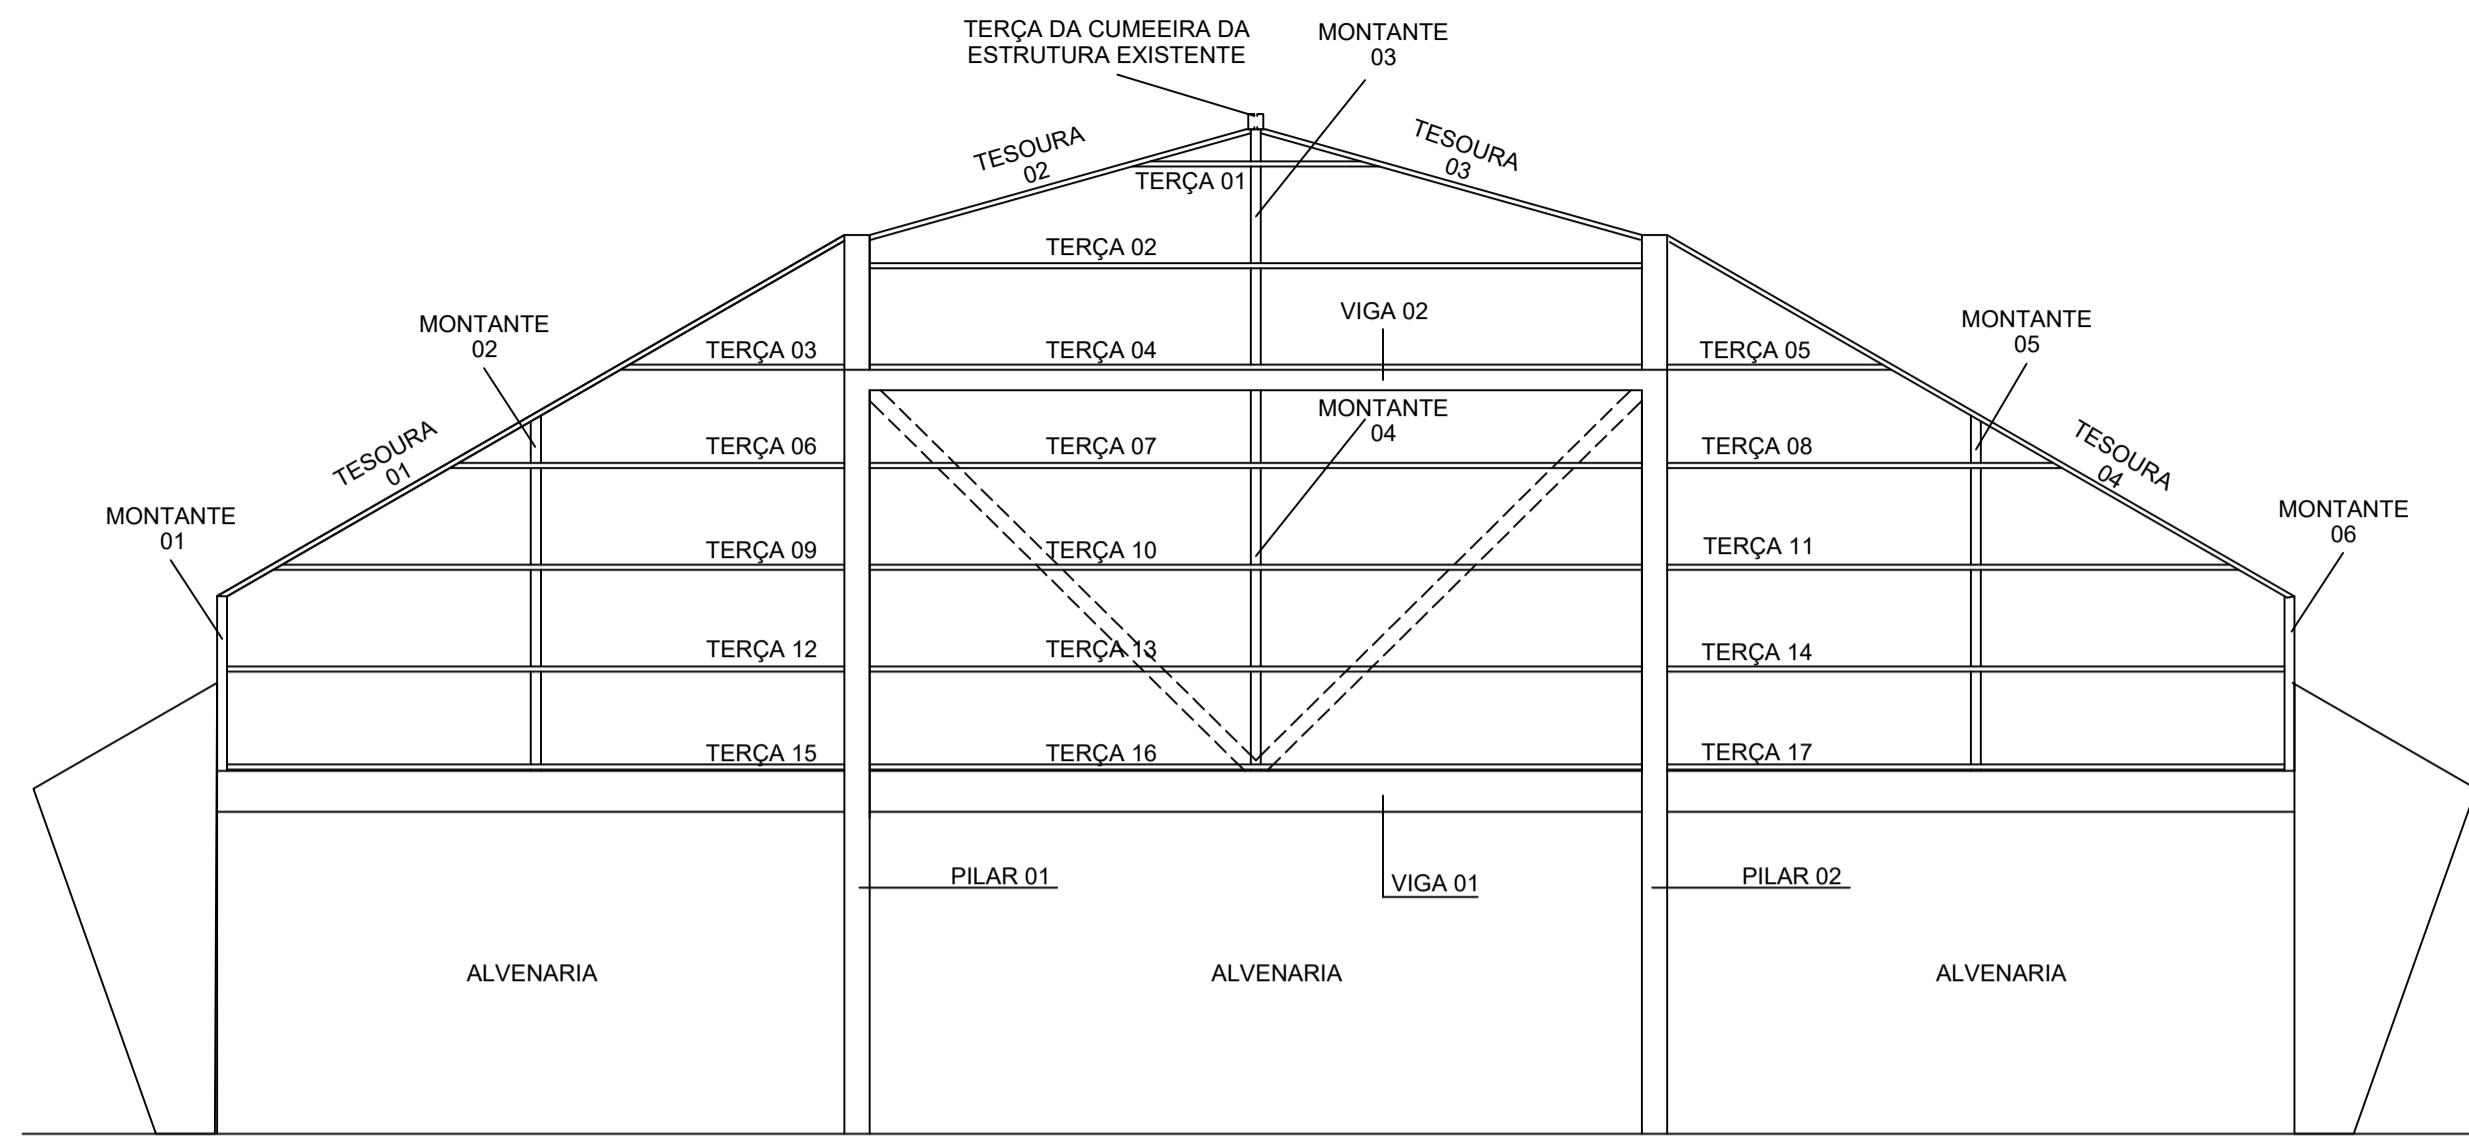 TERÇA DA CUMEEIRA DA
ESTRUTURA EXISTENTE
MONTANTE
03
TESOURA
02
TESOURA
03
TERÇA 01
TERÇA 02
VIGA 02
MONTANTE
02
MONTANTE
05
TERÇA 03
TERÇA 04
TERÇA 05
MONTANTE
04
TESOURA
01
TERÇA 06
TERÇA 07
TERÇA 08
TESOURA
04
MONTANTE
01
MONTANTE
06
TERÇA 09
TERÇA 10
TERÇA 11
TERÇA 12
TERÇA 13
TERÇA 14
TERÇA 15
TERÇA 16
TERÇA 17
PILAR 01
VIGA 01
PILAR 02
ALVENARIA
ALVENARIA
ALVENARIA